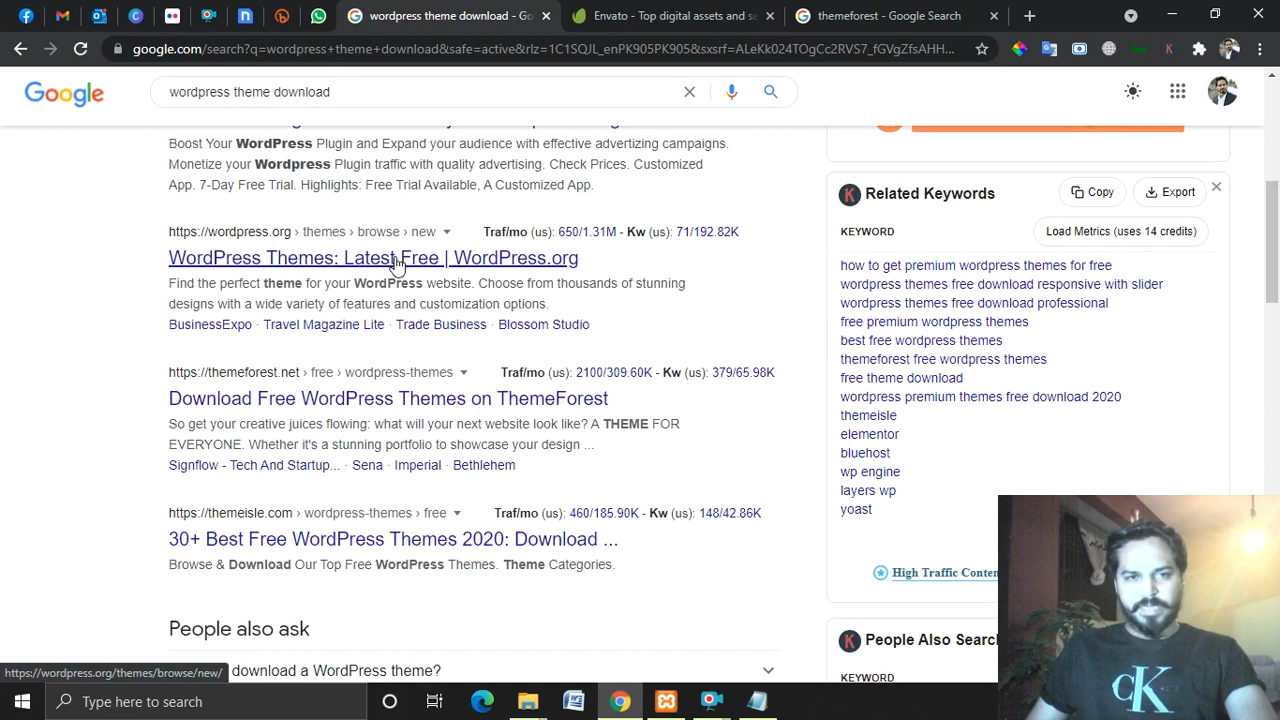 wordpress theme download - Go
Envato - Top digital assets and se
themeforest - Google Search
google.com/search?q=wordpress+theme+download&safe=active&rlz=1C1SQJL_enPK905PK905&sxsrf=ALeKk024TOgCc2RVS7_fGVgZfsAHH...
Google
wordpress theme download
Boost Your WordPress Plugin and Expand your audience with effective advertizing campaigns.
Monetize your Wordpress Plugin traffic with quality advertising. Check Prices. Customized
App. 7-Day Free Trial. Highlights: Free Trial Available, A Customized App.
https://wordpress.org › themes › browse › new
Traf/mo (us): 650/1.31M - Kw (us): 71/192.82K
WordPress Themes: Latest Free | WordPress.org
Find the perfect theme for your WordPress website. Choose from thousands of stunning
designs with a wide variety of features and customization options.
BusinessExpo · Travel Magazine Lite · Trade Business · Blossom Studio
https://themeforest.net › free › wordpress-themes
Traf/mo (us): 2100/309.60K - Kw (us): 379/65.98K
Download Free WordPress Themes on ThemeForest
So get your creative juices flowing: what will your next website look like? A THEME FOR
EVERYONE. Whether it's a stunning portfolio to showcase your design ...
Signflow - Tech And Startup... · Sena · Imperial · Bethlehem
https://themeisle.com › wordpress-themes › free
Traf/mo (us): 460/185.90K - Kw (us): 148/42.86K
30+ Best Free WordPress Themes 2020: Download ...
Browse & Download Our Top Free WordPress Themes. Theme Categories.
People also ask
download a WordPress theme?
https://wordpress.org/themes/browse/new/
Related Keywords
Copy
Export
KEYWORD
Load Metrics (uses 14 credits)
how to get premium wordpress themes for free
wordpress themes free download responsive with slider
wordpress themes free download professional
free premium wordpress themes
best free wordpress themes
themeforest free wordpress themes
free theme download
wordpress premium themes free download 2020
themeisle
elementor
bluehost
wp engine
layers wp
yoast
High Traffic Conten
People Also Searc
KEYWORD
CK
Type here to search